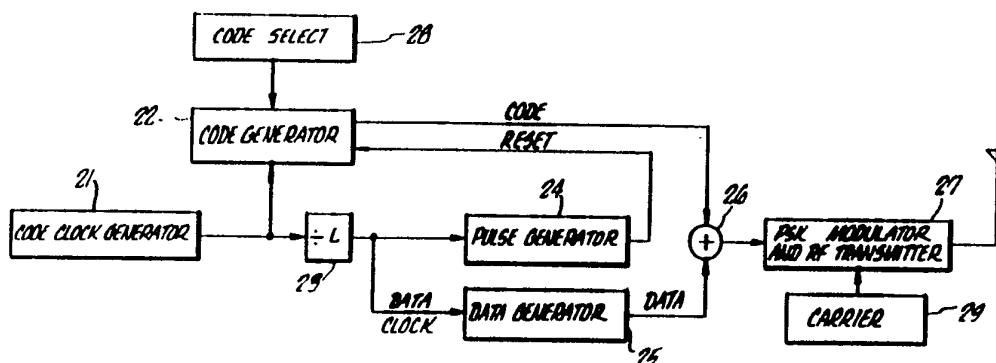 CODE SELECT
28
22
CODE GENERATOR
CODE
RESET
21
CODE CLOCK GENERATOR
÷ L
23
24
PULSE GENERATOR
DATA
CLOCK
DATA GENERATOR
25
DATA
26
+
27
PSK MODULATOR
AND RF TRANSMITTER
CARRIER
29